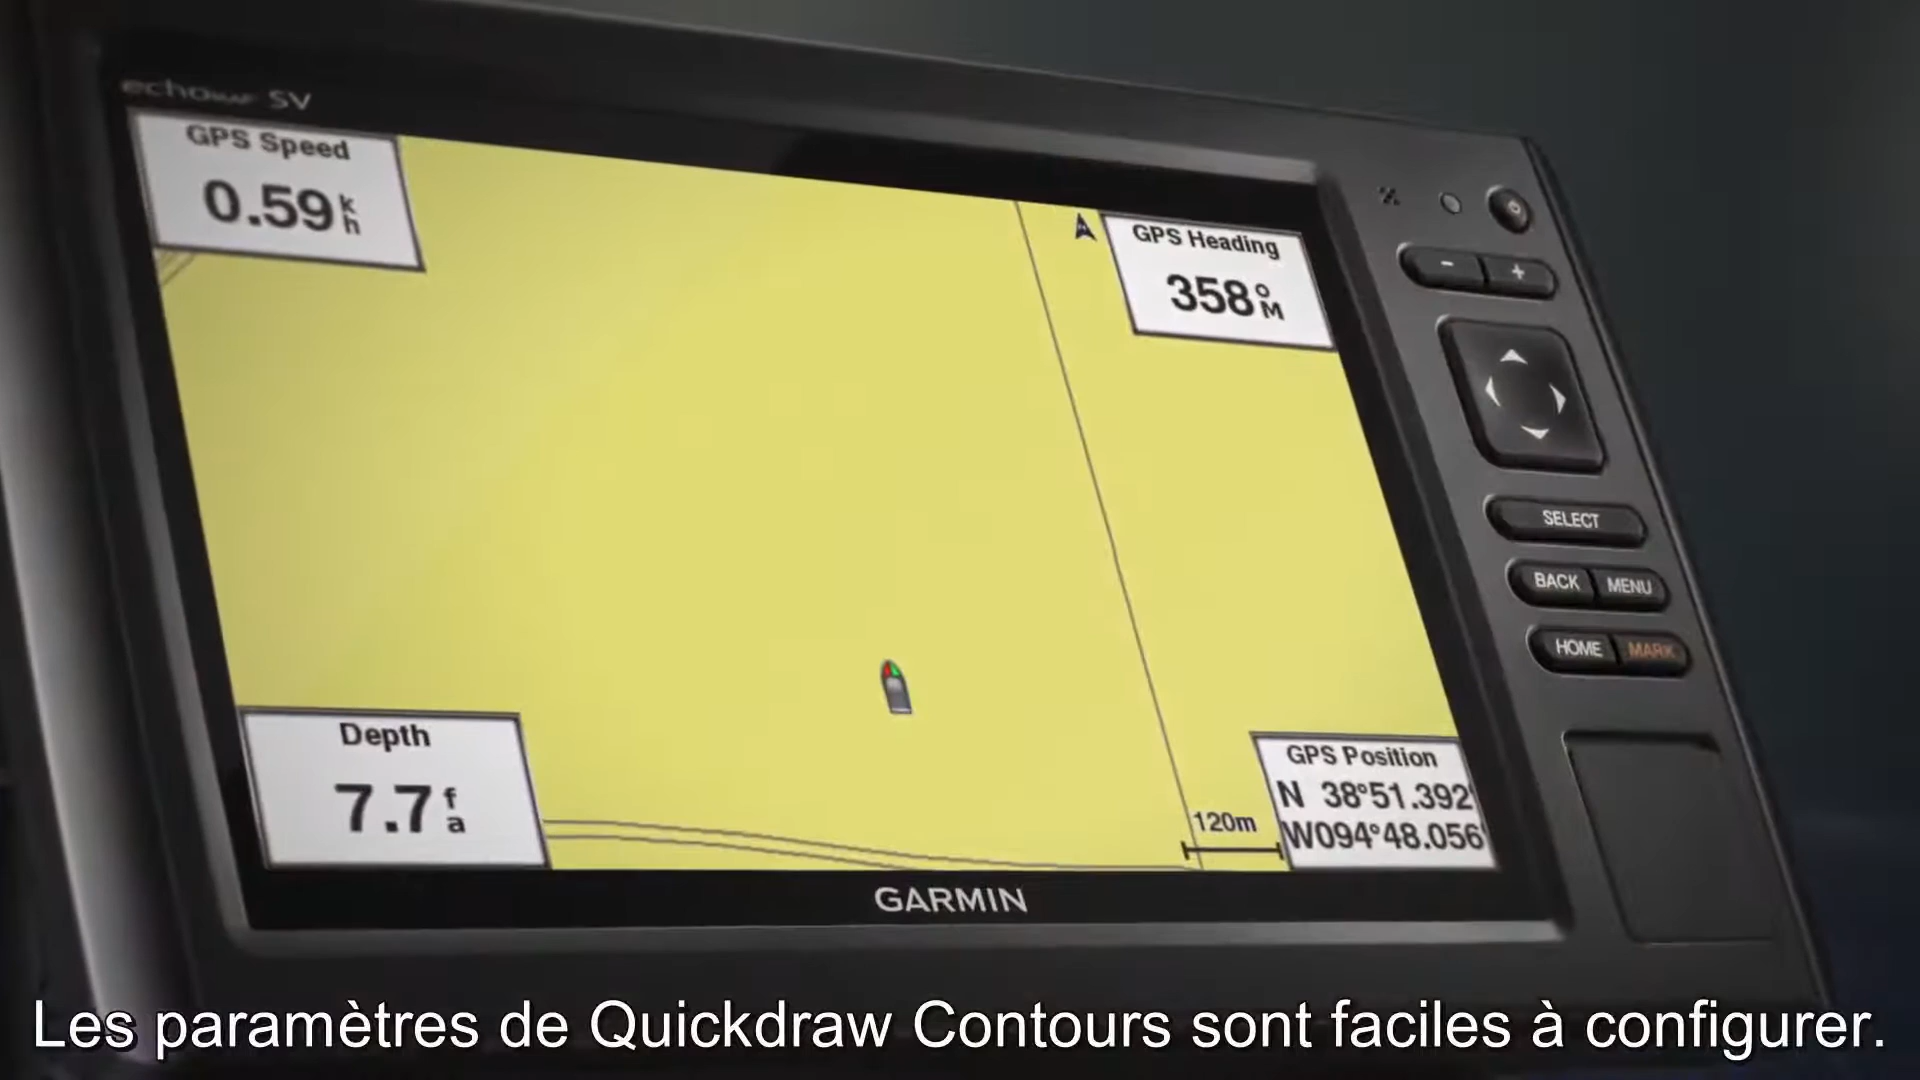 echoMAP SV
GPS Speed
0.59 k h
GPS Heading
358° M
SELECT
BACK MENU
HOME MARK
Depth
7.7 f a
GPS Position
N 38°51.392'
W094°48.056'
120m
GARMIN
Les paramètres de Quickdraw Contours sont faciles à configurer.